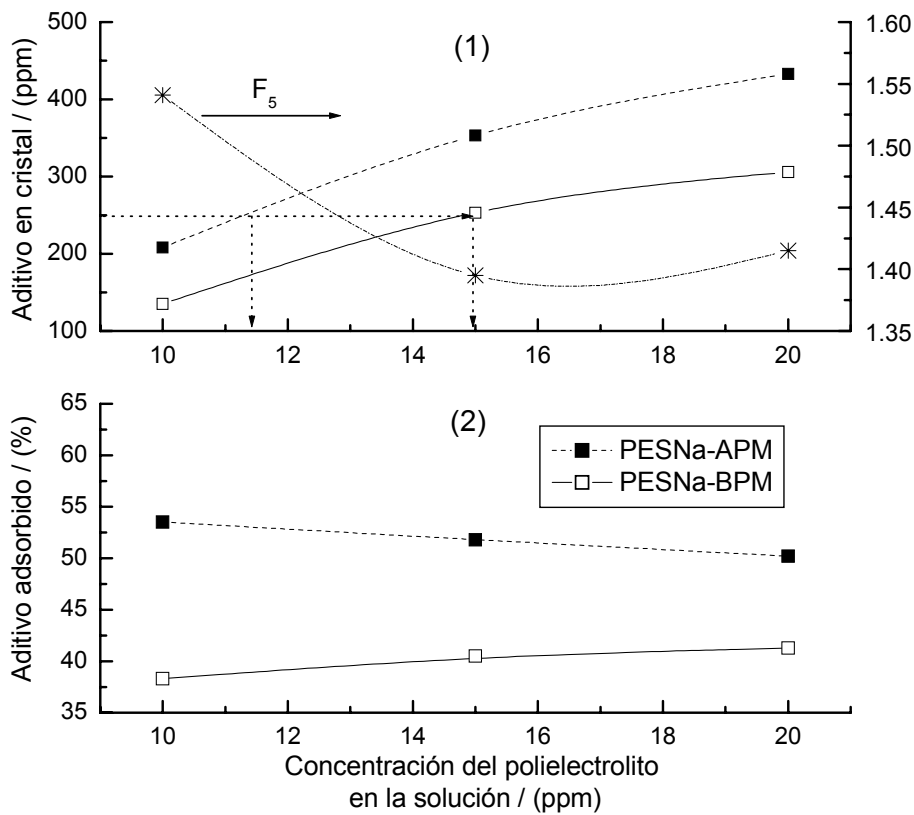 (1)
Aditivo en cristal / (ppm)
500
400
300
200
100
1.60
1.55
1.50
1.45
1.40
1.35
F5
10 12 14 16 18 20
(2)
Aditivo adsorbido / (%)
65
60
55
50
45
40
35
PESNa-APM
PESNa-BPM
10 12 14 16 18 20
Concentración del polielectrolito
en la solución / (ppm)